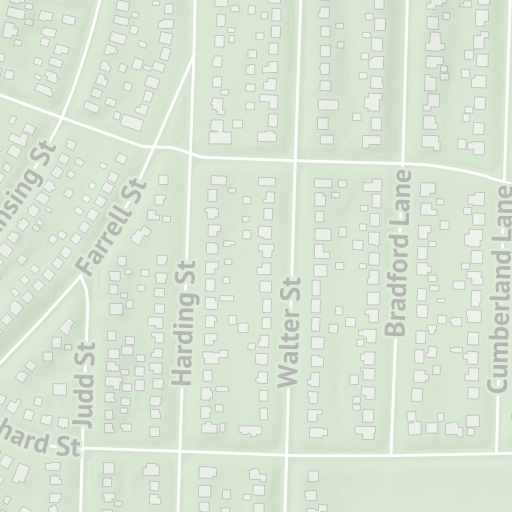 nsing St
Farrell St
Harding St
Walter St
Bradford Lane
Cumberland Lane
Judd St
hard St